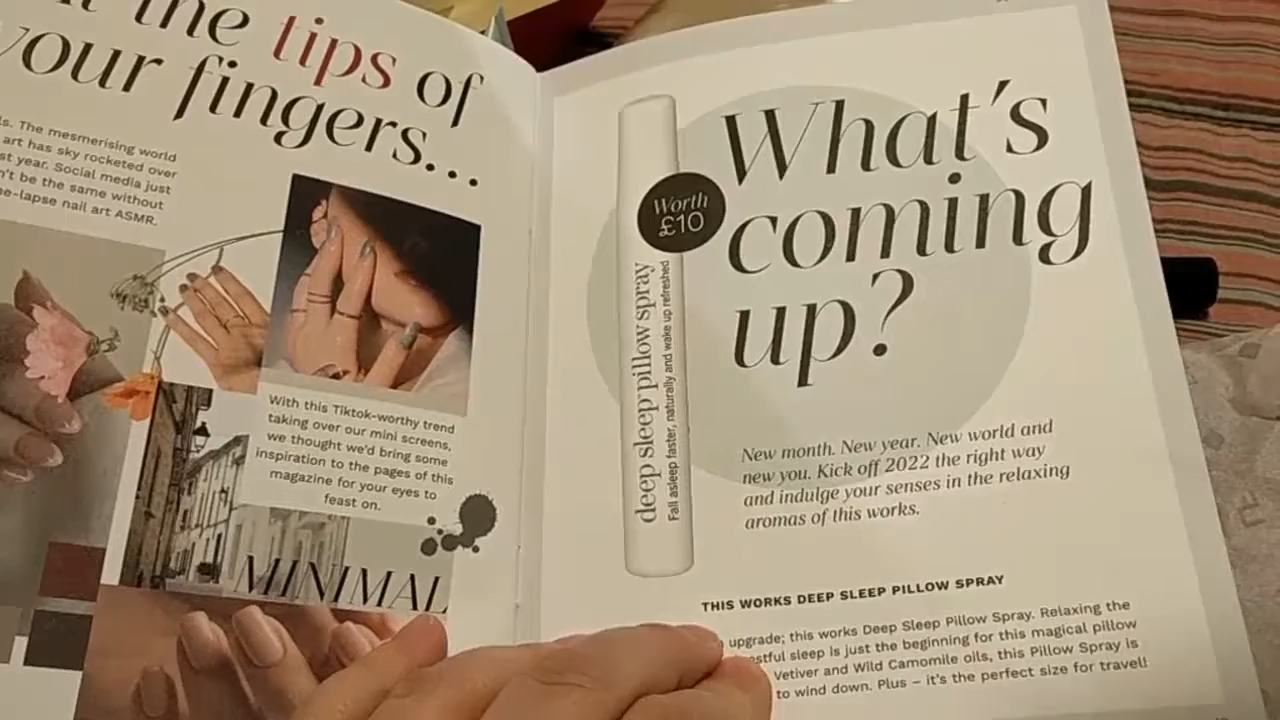 the tips of
your fingers...
The mesmerising world
art has sky rocketed over
year. Social media just
be the same without
nail art ASMR.
With this Tiktok-worthy trend
taking over our mini screens,
we thought we'd bring some
inspiration to the pages of this
magazine for your eyes to
feast on.
MINIMAL
What's
coming
up?
Worth
£10
deep sleep pillow spray
Fall asleep faster, naturally and wake up refreshed
New month. New year. New world and
new you. Kick off 2022 the right way
and indulge your senses in the relaxing
aromas of this works.
THIS WORKS DEEP SLEEP PILLOW SPRAY
upgrade; this works Deep Sleep Pillow Spray. Relaxing the
sleep is just the beginning for this magical pillow
Vetiver and Wild Camomile oils, this Pillow Spray is
to wind down. Plus – it's the perfect size for travel!